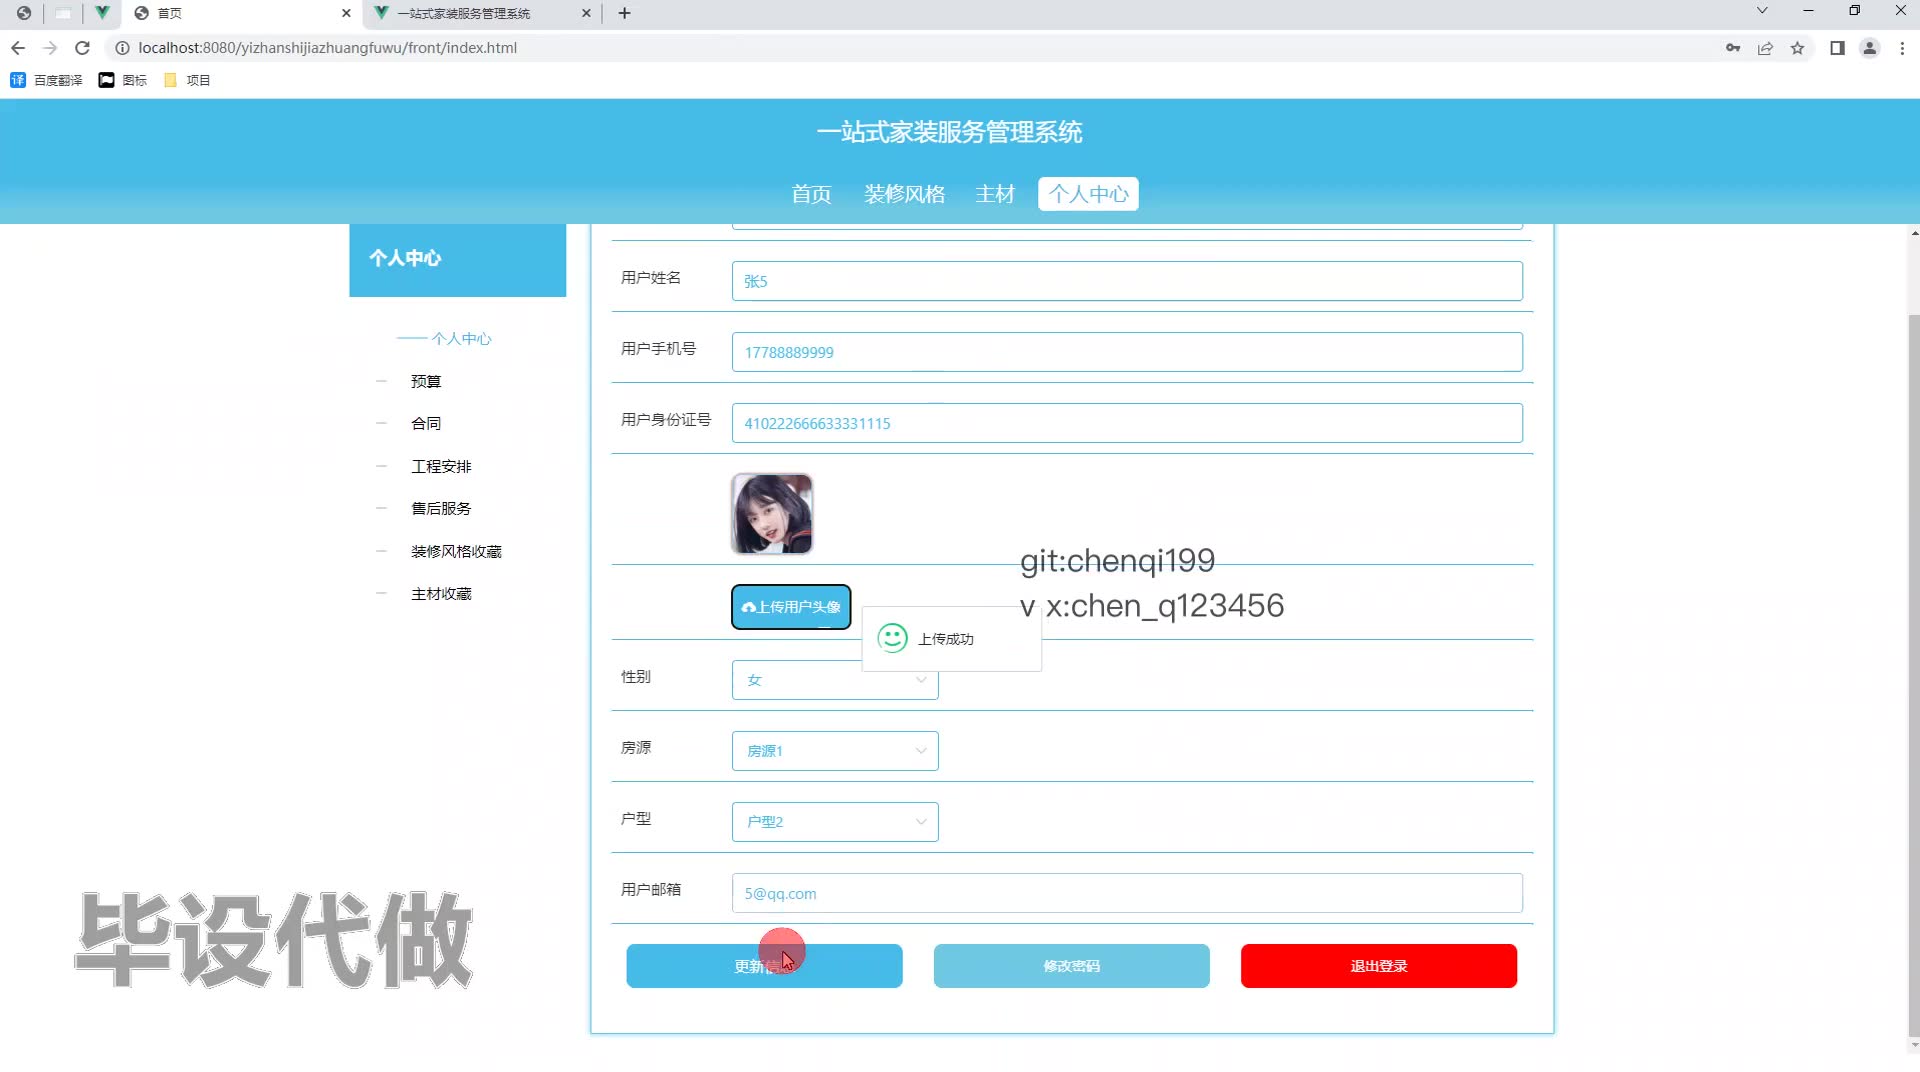 首页
一站式家装服务管理系统
localhost:8080/yizhanshijiazhuangfuwu/front/index.html
译 百度翻译 图标 项目
一站式家装服务管理系统
首页 装修风格 主材 个人中心
个人中心
个人中心
预算
合同
工程安排
售后服务
装修风格收藏
主材收藏
用户姓名 张5
用户手机号 17788889999
用户身份证号 410222666633331115
git:chenqi199
v x:chen_q123456
上传用户头像
上传成功
性别 女
房源 房源1
户型 户型2
用户邮箱 5@qq.com
更新信息 修改密码 退出登录
毕设代做